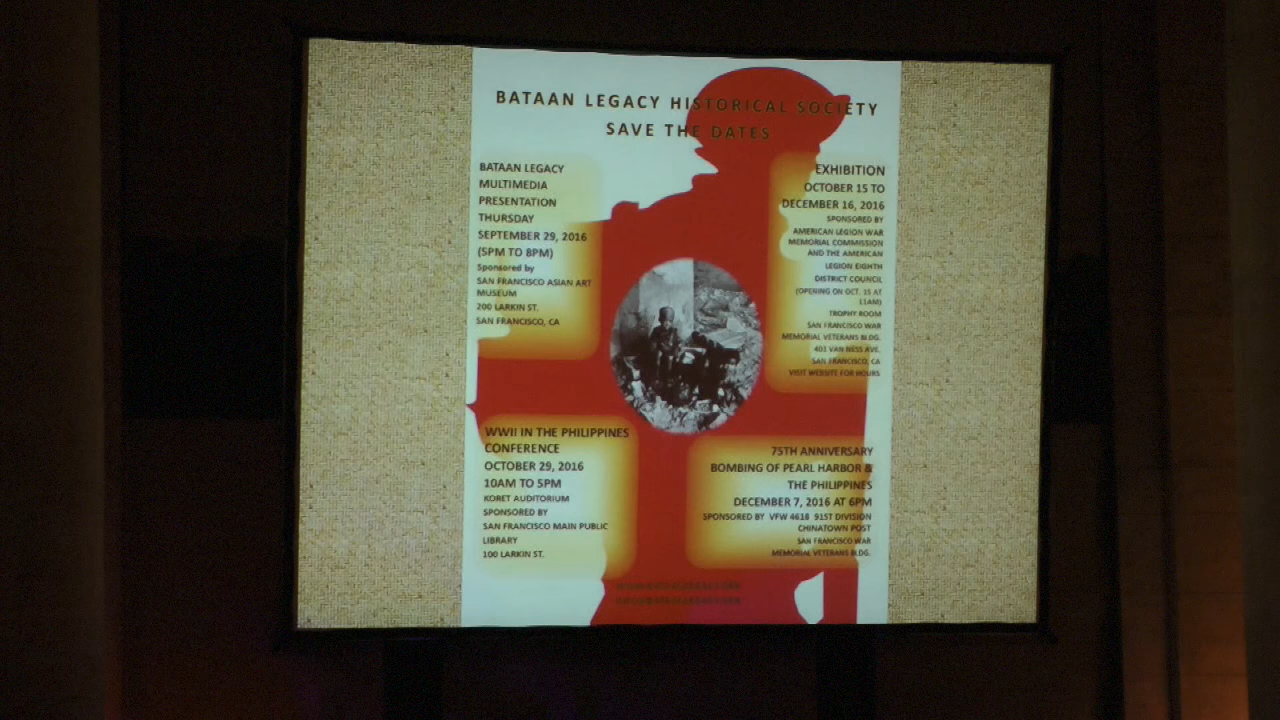 BATAAN LEGACY HISTORICAL SOCIETY
SAVE THE DATES
BATAAN LEGACY
MULTIMEDIA
PRESENTATION
THURSDAY
SEPTEMBER 29, 2016
(5PM TO 8PM)
Sponsored by
SAN FRANCISCO ASIAN ART
MUSEUM
200 LARKIN ST.
SAN FRANCISCO, CA
EXHIBITION
OCTOBER 15 TO
DECEMBER 16, 2016
SPONSORED BY
AMERICAN LEGION WAR
MEMORIAL COMMISSION
AND THE AMERICAN
LEGION EIGHTH
DISTRICT COUNCIL
(OPENING ON OCT. 15 AT
11AM)
TROPHY ROOM
SAN FRANCISCO WAR
MEMORIAL VETERANS BLDG.
401 VAN NESS AVE.
SAN FRANCISCO, CA
VISIT WEBSITE FOR HOURS
WWII IN THE PHILIPPINES
CONFERENCE
OCTOBER 29, 2016
10AM TO 5PM
KORET AUDITORIUM
SPONSORED BY
SAN FRANCISCO MAIN PUBLIC
LIBRARY
100 LARKIN ST.
75TH ANNIVERSARY
BOMBING OF PEARL HARBOR &
THE PHILIPPINES
DECEMBER 7, 2016 AT 6PM
SPONSORED BY VFW 4618 91ST DIVISION
CHINATOWN POST
SAN FRANCISCO WAR
MEMORIAL VETERANS BLDG.